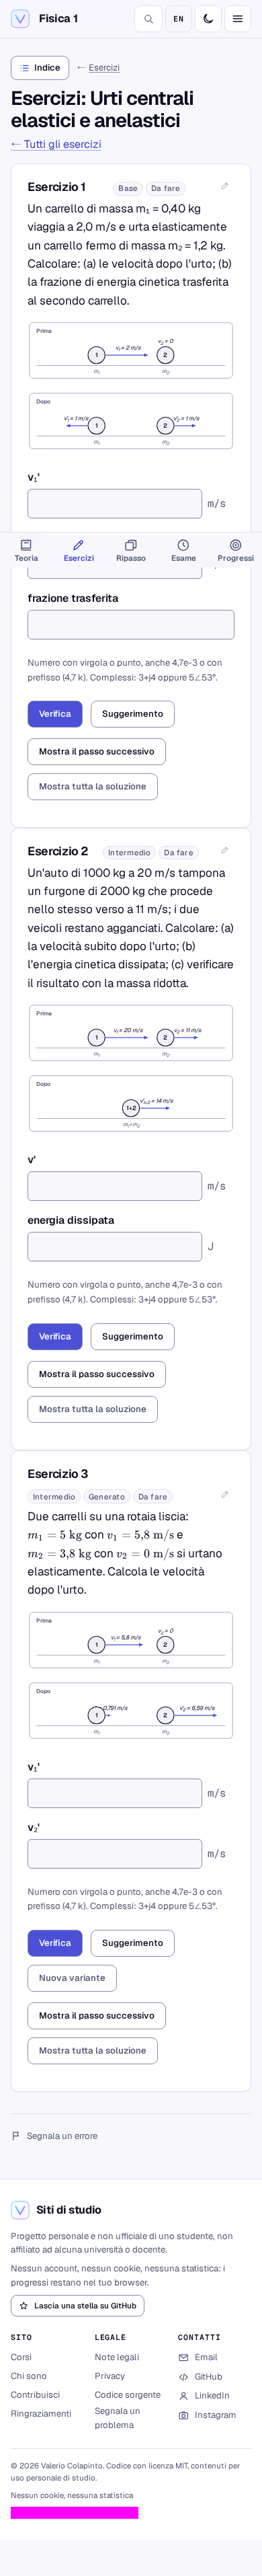 Fisica 1
EN
Indice
← Esercizi
Esercizi: Urti centrali
elastici e anelastici
← Tutti gli esercizi
Esercizio 1
Base
Da fare
Un carrello di massa m₁ = 0,40 kg
viaggia a 2,0 m/s e urta elasticamente
un carrello fermo di massa m₂ = 1,2 kg.
Calcolare: (a) le velocità dopo l'urto; (b)
la frazione di energia cinetica trasferita
al secondo carrello.
Prima
v₁ = 2 m/s
v₂ = 0
1
2
m₁
m₂
Dopo
v'₁ = 1 m/s
v'₂ = 1 m/s
1
2
m₁
m₂
v₁'
m/s
Teoria
Esercizi
Ripasso
Esame
Progressi
frazione trasferita
Numero con virgola o punto, anche 4,7e-3 o con
prefisso (4,7 k). Complessi: 3+j4 oppure 5∠53°.
Verifica
Suggerimento
Mostra il passo successivo
Mostra tutta la soluzione
Esercizio 2
Intermedio
Da fare
Un'auto di 1000 kg a 20 m/s tampona
un furgone di 2000 kg che procede
nello stesso verso a 11 m/s; i due
veicoli restano agganciati. Calcolare: (a)
la velocità subito dopo l'urto; (b)
l'energia cinetica dissipata; (c) verificare
il risultato con la massa ridotta.
Prima
v₁ = 20 m/s
v₂ = 11 m/s
1
2
m₁
m₂
Dopo
v'₁,₂ = 14 m/s
1+2
m₁+m₂
v'
m/s
energia dissipata
J
Numero con virgola o punto, anche 4,7e-3 o con
prefisso (4,7 k). Complessi: 3+j4 oppure 5∠53°.
Verifica
Suggerimento
Mostra il passo successivo
Mostra tutta la soluzione
Esercizio 3
Intermedio
Generato
Da fare
Due carrelli su una rotaia liscia:
m₁ = 5 kg con v₁ = 5,8 m/s e
m₂ = 3,8 kg con v₂ = 0 m/s si urtano
elasticamente. Calcola le velocità
dopo l'urto.
Prima
v₁ = 5,8 m/s
v₂ = 0
1
2
m₁
m₂
Dopo
0,791 m/s
v'₂ = 6,59 m/s
1
2
m₁
m₂
v₁'
m/s
v₂'
m/s
Numero con virgola o punto, anche 4,7e-3 o con
prefisso (4,7 k). Complessi: 3+j4 oppure 5∠53°.
Verifica
Suggerimento
Nuova variante
Mostra il passo successivo
Mostra tutta la soluzione
Segnala un errore
Siti di studio
Progetto personale e non ufficiale di uno studente, non
affiliato ad alcuna università o docente.
Nessun account, nessun cookie, nessuna statistica: i
progressi restano nel tuo browser.
Lascia una stella su GitHub
SITO
LEGALE
CONTATTI
Corsi
Note legali
Email
Chi sono
Privacy
GitHub
Contribuisci
Codice sorgente
LinkedIn
Ringraziamenti
Segnala un
problema
Instagram
© 2026 Valerio Colapinto. Codice con licenza MIT, contenuti per
uso personale di studio.
Nessun cookie, nessuna statistica